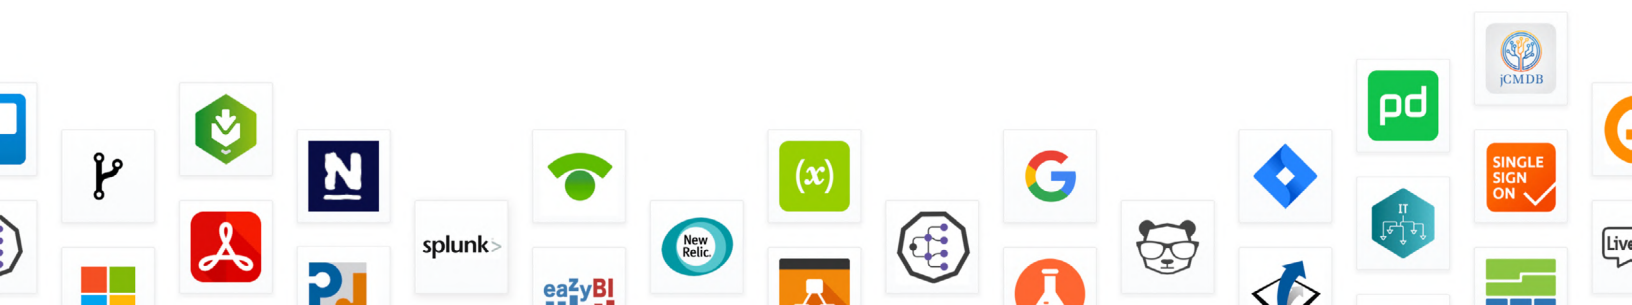 N
splunk>
eazyBI
New
Relic.
(x)
G
pd
jCMDB
SINGLE
SIGN
ON
IT
Live